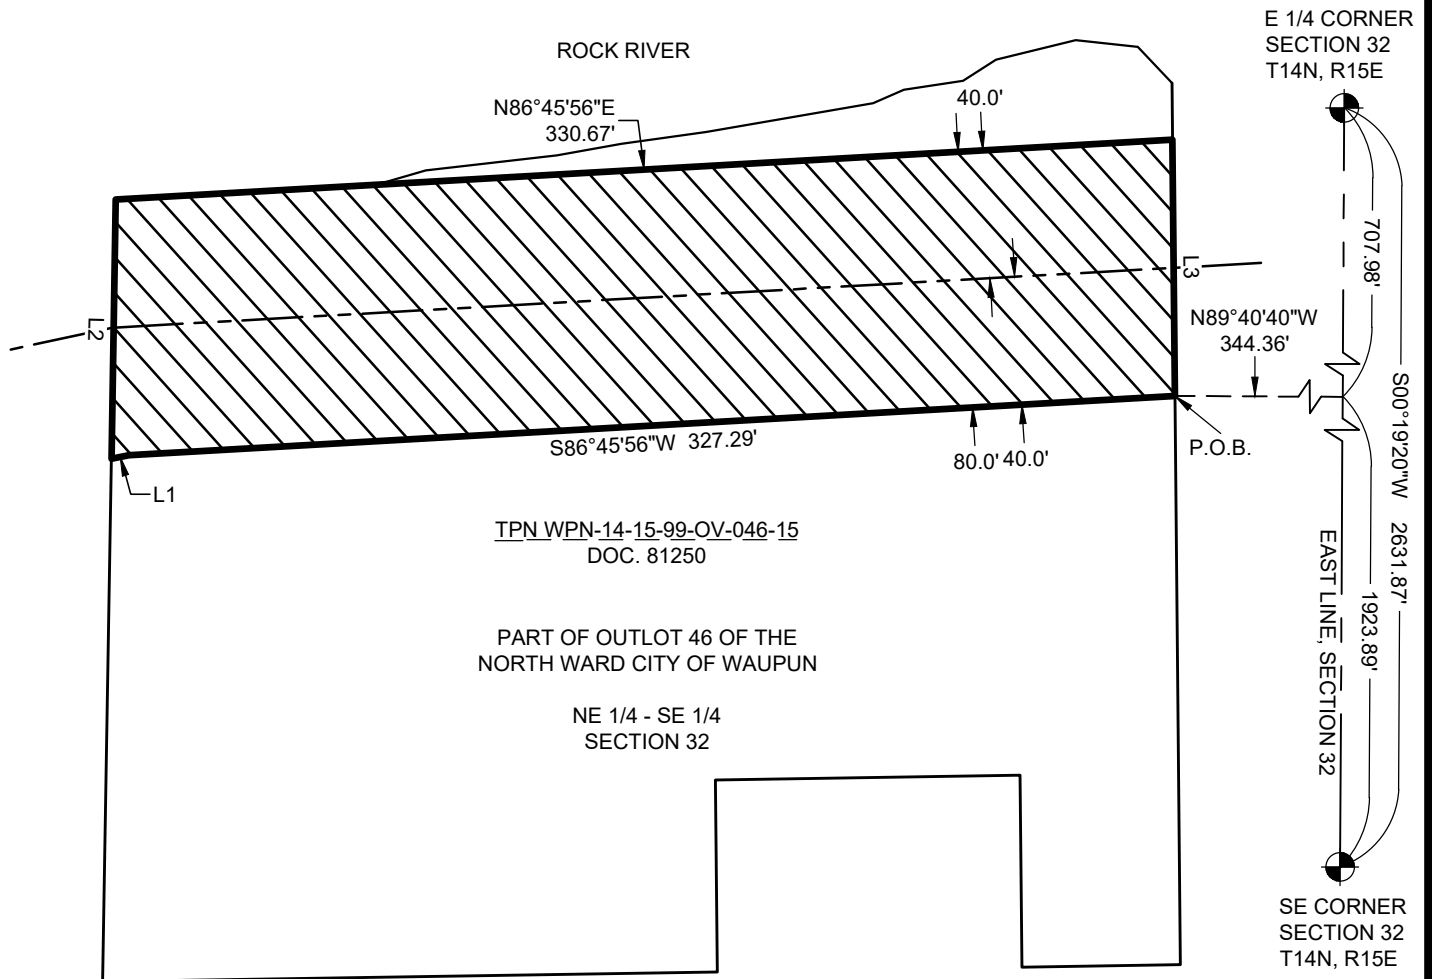 E 1/4 CORNER
SECTION 32
T14N, R15E
ROCK RIVER
N86°45'56"E
330.67'
40.0'
707.98'
L3
N89°40'40"W
344.36'
L2
S00°19'20"W 2631.87'
S86°45'56"W 327.29'
P.O.B.
80.0' 40.0'
L1
TPN WPN-14-15-99-OV-046-15
DOC. 81250
EAST LINE, SECTION 32
1923.89'
PART OF OUTLOT 46 OF THE
NORTH WARD CITY OF WAUPUN
NE 1/4 - SE 1/4
SECTION 32
SE CORNER
SECTION 32
T14N, R15E